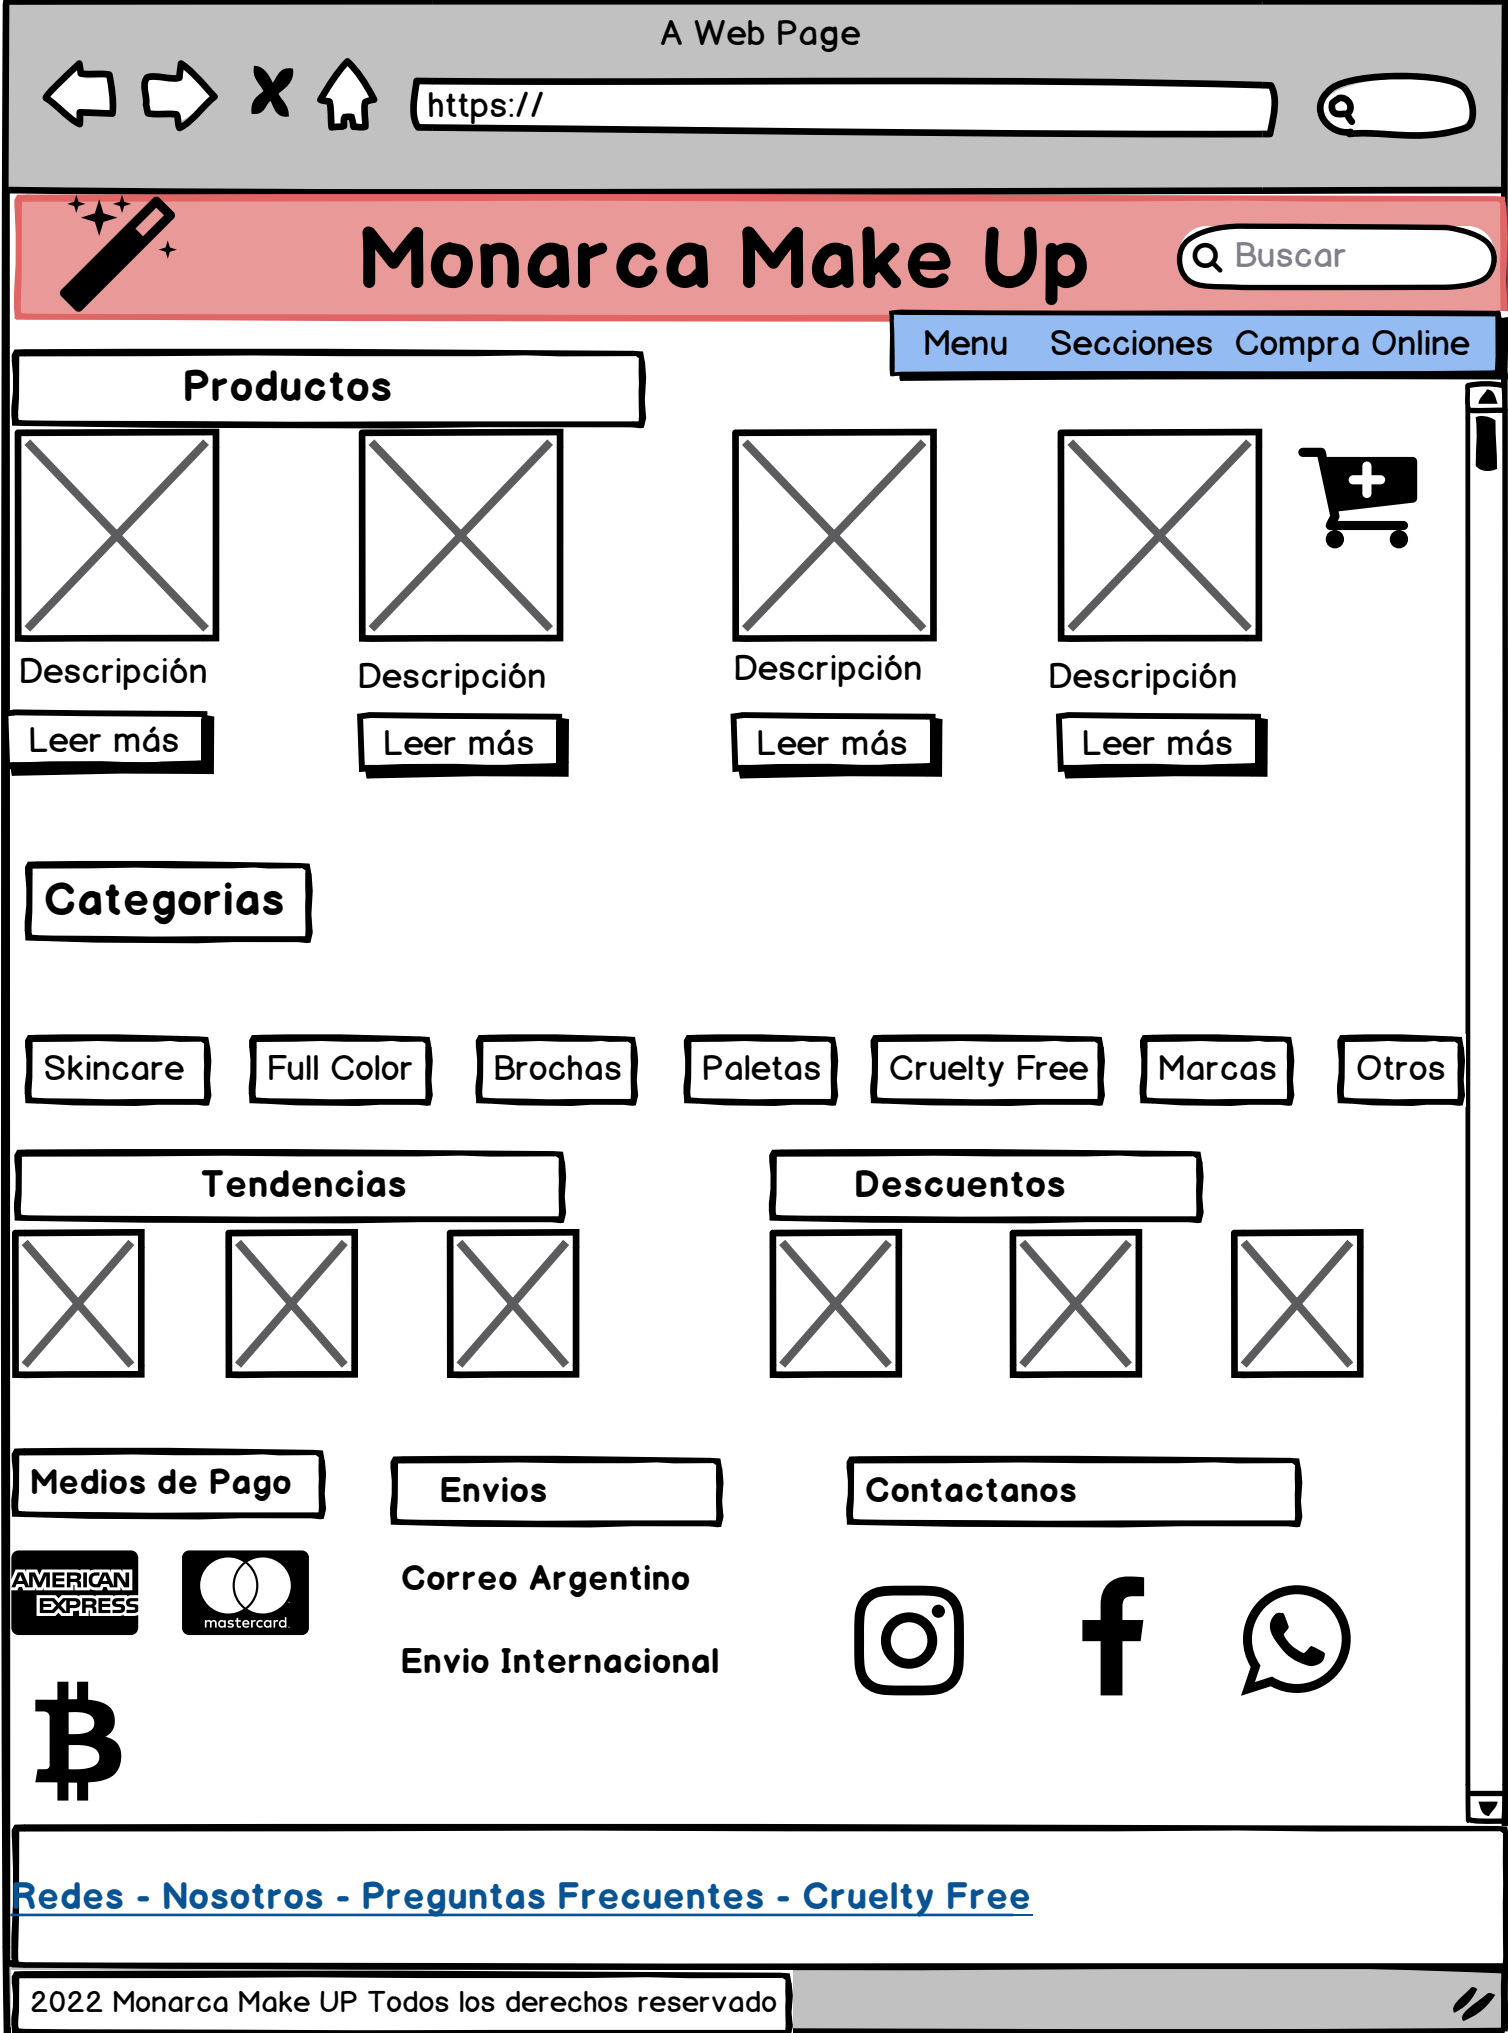 A Web Page
https://
Monarca Make Up
Buscar
Menu Secciones Compra Online
Productos
Descripción Descripción Descripción Descripción
Leer más Leer más Leer más Leer más
Categorias
Skincare Full Color Brochas Paletas Cruelty Free Marcas Otros
Tendencias Descuentos
Medios de Pago Envios Contactanos
AMERICAN
EXPRESS
mastercard.
Correo Argentino
Envio Internacional
Redes - Nosotros - Preguntas Frecuentes - Cruelty Free
2022 Monarca Make UP Todos los derechos reservado